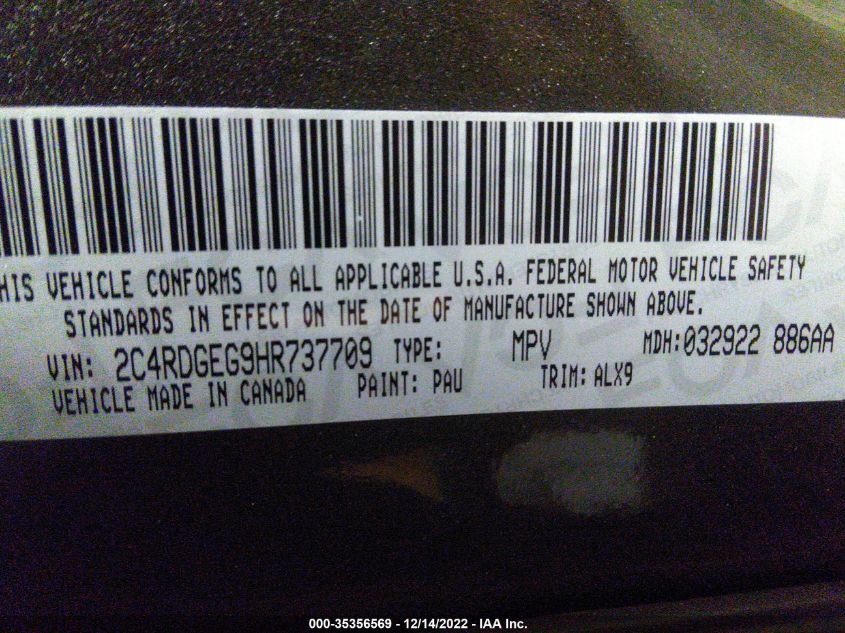 HIS VEHICLE CONFORMS TO ALL APPLICABLE U.S.A. FEDERAL MOTOR VEHICLE SAFETY
STANDARDS IN EFFECT ON THE DATE OF MANUFACTURE SHOWN ABOVE.
VIN: 2C4RDGEG9HR737709 TYPE: MPV MDH:032922 886AA
VEHICLE MADE IN CANADA PAINT: PAU TRIM: ALX9
000-35356569 - 12/14/2022 - IAA Inc.